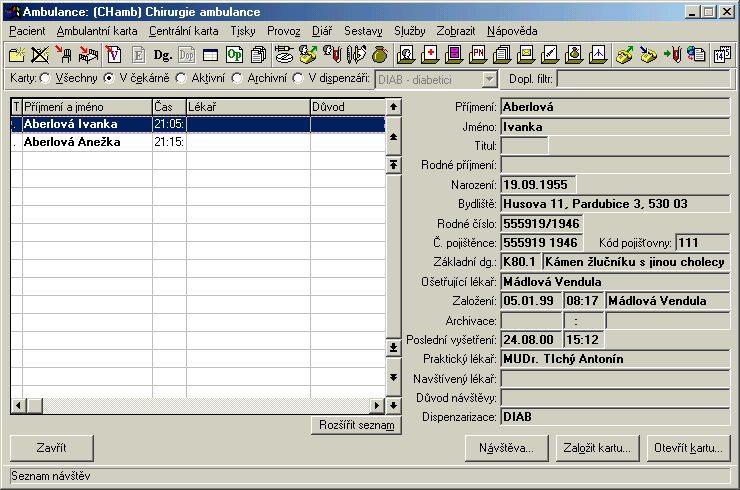 Ambulance: (CHamb) Chirurgie ambulance
Pacient Ambulantní karta Centrální karta Tisky Provoz Diář Sestavy Služby Zobrazit Nápověda
V E Dg. Dop Op PN 14 15
Karty: Všechny V čekárně Aktivní Archivní V dispenzáři: DIAB - diabetici Dopl. filtr:
T Příjmení a jméno Čas Lékař Důvod
. Aberlová Ivanka 21:05:
. Aberlová Anežka 21:15:
Rozšířit seznam
Příjmení: Aberlová
Jméno: Ivanka
Titul:
Rodné příjmení:
Narození: 19.09.1955
Bydliště: Husova 11, Pardubice 3, 530 03
Rodné číslo: 555919/1946
Č. pojištěnce: 555919 1946 Kód pojišťovny: 111
Základní dg.: K80.1 Kámen žlučníku s jinou cholecy
Ošetřující lékař: Mádlová Vendula
Založení: 05.01.99 08:17 Mádlová Vendula
Archivace: :
Poslední vyšetření: 24.08.00 15:12
Praktický lékař: MUDr. TIchý Antonín
Navštívený lékař:
Důvod návštěvy:
Dispenzarizace: DIAB
Zavřít Návštěva... Založit kartu... Otevřít kartu...
Seznam návštěv